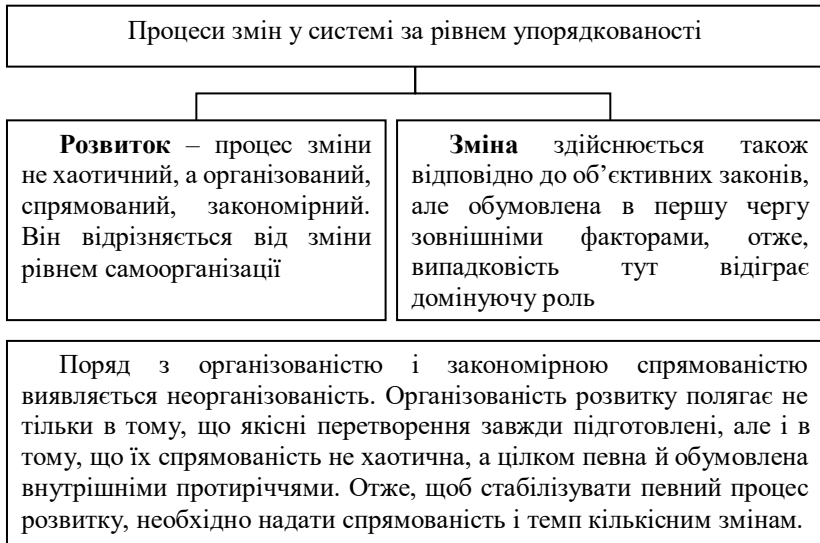 Процеси змін у системі за рівнем упорядкованості
Розвиток – процес зміни
не хаотичний, а організований,
спрямований, закономірний.
Він відрізняється від зміни
рівнем самоорганізації
Зміна здійснюється також
відповідно до об’єктивних законів,
але обумовлена в першу чергу
зовнішніми факторами, отже,
випадковість тут відіграє
домінуючу роль
Поряд з організованістю і закономірною спрямованістю
виявляється неорганізованість. Організованість розвитку полягає не
тільки в тому, що якісні перетворення завжди підготовлені, але і в
тому, що їх спрямованість не хаотична, а цілком певна й обумовлена
внутрішніми протиріччями. Отже, щоб стабілізувати певний процес
розвитку, необхідно надати спрямованість і темп кількісним змінам.